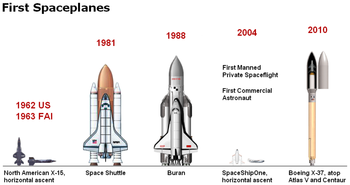 First Spaceplanes
1962 US
1963 FAI
1981
1988
2004
2010
First Manned
Private Spaceflight
First Commercial
Astronaut
North American X-15,
horizontal ascent
Space Shuttle
Buran
SpaceShipOne,
horizontal ascent
Boeing X-37, atop
Atlas V and Centaur